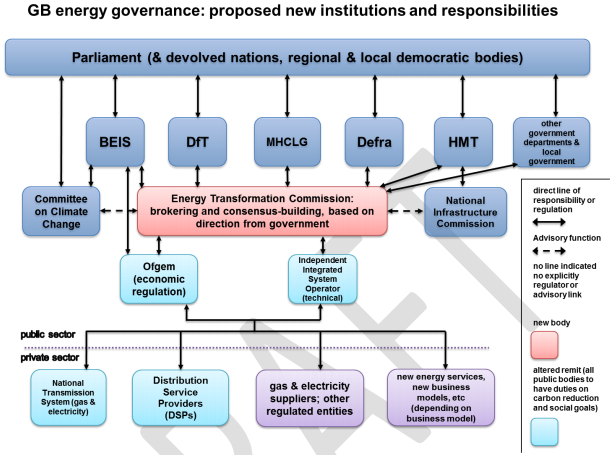 GB energy governance: proposed new institutions and responsibilities
Parliament (& devolved nations, regional & local democratic bodies)
BEIS
DfT
MHCLG
Defra
HMT
other
government
departments &
local
government
Committee
on Climate
Change
Energy Transformation Commission:
brokering and consensus-building, based on
direction from government
National
Infrastructure
Commission
Ofgem
(economic
regulation)
Independent
Integrated
System
Operator
(technical)
public sector
private sector
National
Transmission
System (gas &
electricity)
Distribution
Service
Providers
(DSPs)
gas & electricity
suppliers; other
regulated entities
new energy services,
new business
models, etc
(depending on
business model)
direct line of
responsibility or
regulation
Advisory function
no line indicated
no explicitly
regulator or
advisory link
new body
altered remit (all
public bodies to
have duties on
carbon reduction
and social goals)
DRAFT